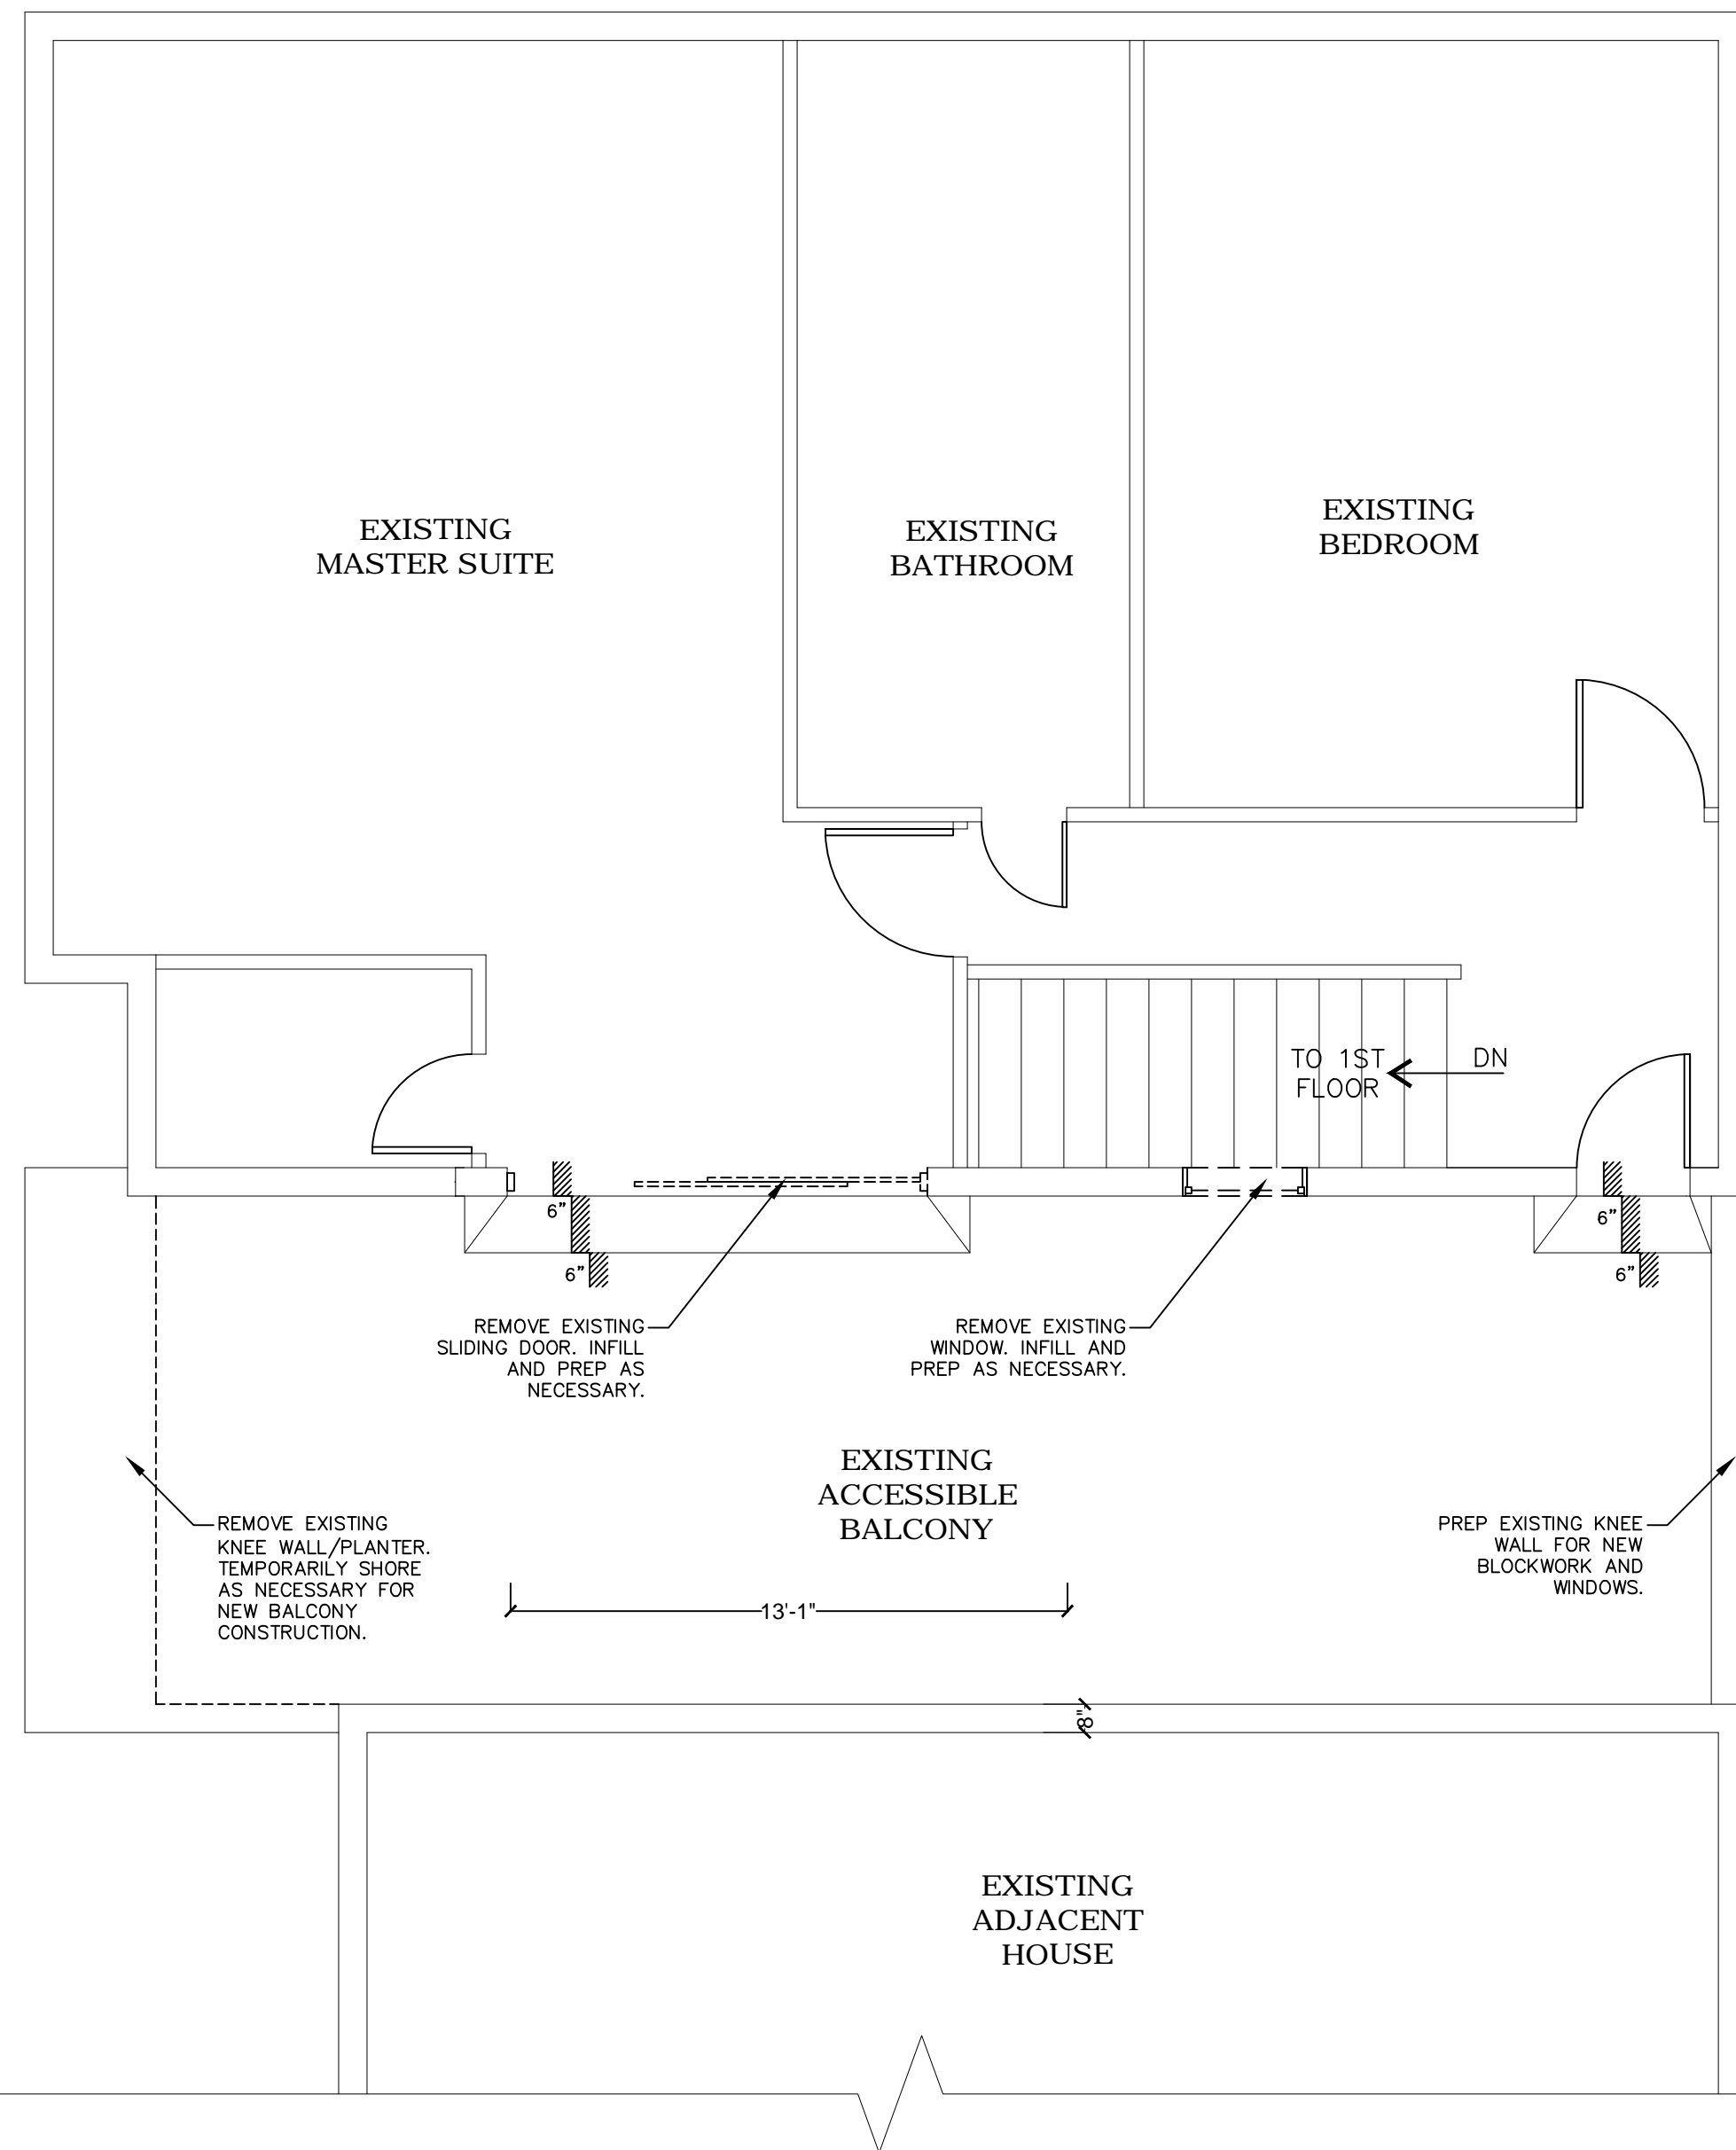 EXISTING
MASTER SUITE
EXISTING
BATHROOM
EXISTING
BEDROOM
TO 1ST
FLOOR
DN
6"
6"
6"
6"
REMOVE EXISTING
SLIDING DOOR. INFILL
AND PREP AS
NECESSARY.
REMOVE EXISTING
WINDOW. INFILL AND
PREP AS NECESSARY.
EXISTING
ACCESSIBLE
BALCONY
REMOVE EXISTING
KNEE WALL/PLANTER.
TEMPORARILY SHORE
AS NECESSARY FOR
NEW BALCONY
CONSTRUCTION.
PREP EXISTING KNEE
WALL FOR NEW
BLOCKWORK AND
WINDOWS.
13'-1"
8"
EXISTING
ADJACENT
HOUSE